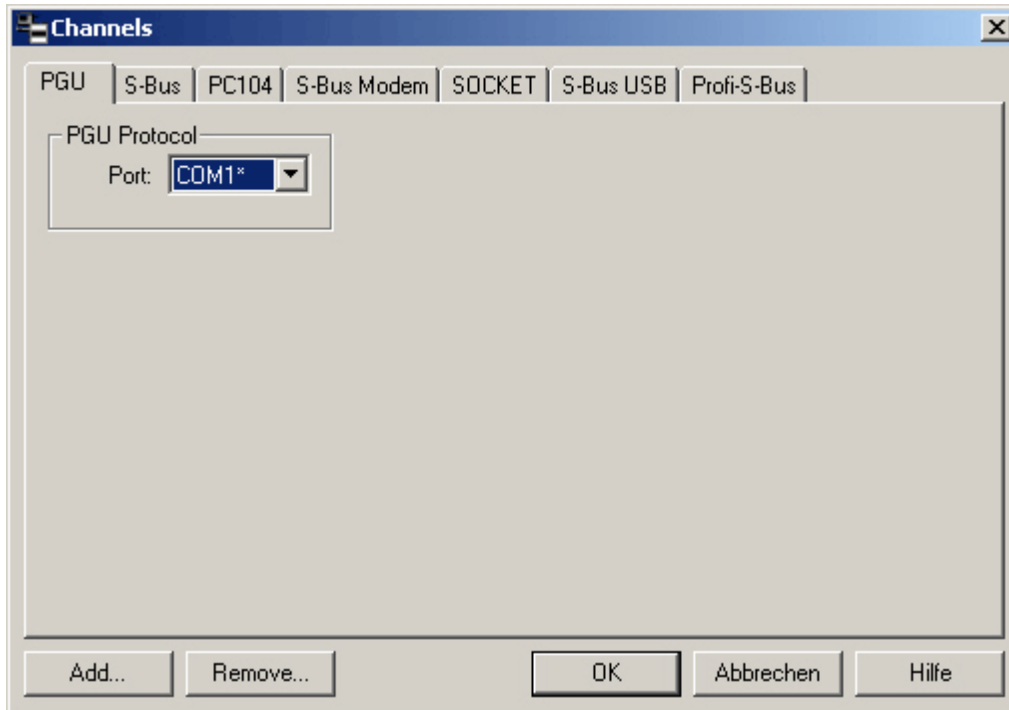 Channels
PGU S-Bus PC104 S-Bus Modem SOCKET S-Bus USB Profi-S-Bus
PGU Protocol
Port: COM1*
Add... Remove... OK Abbrechen Hilfe